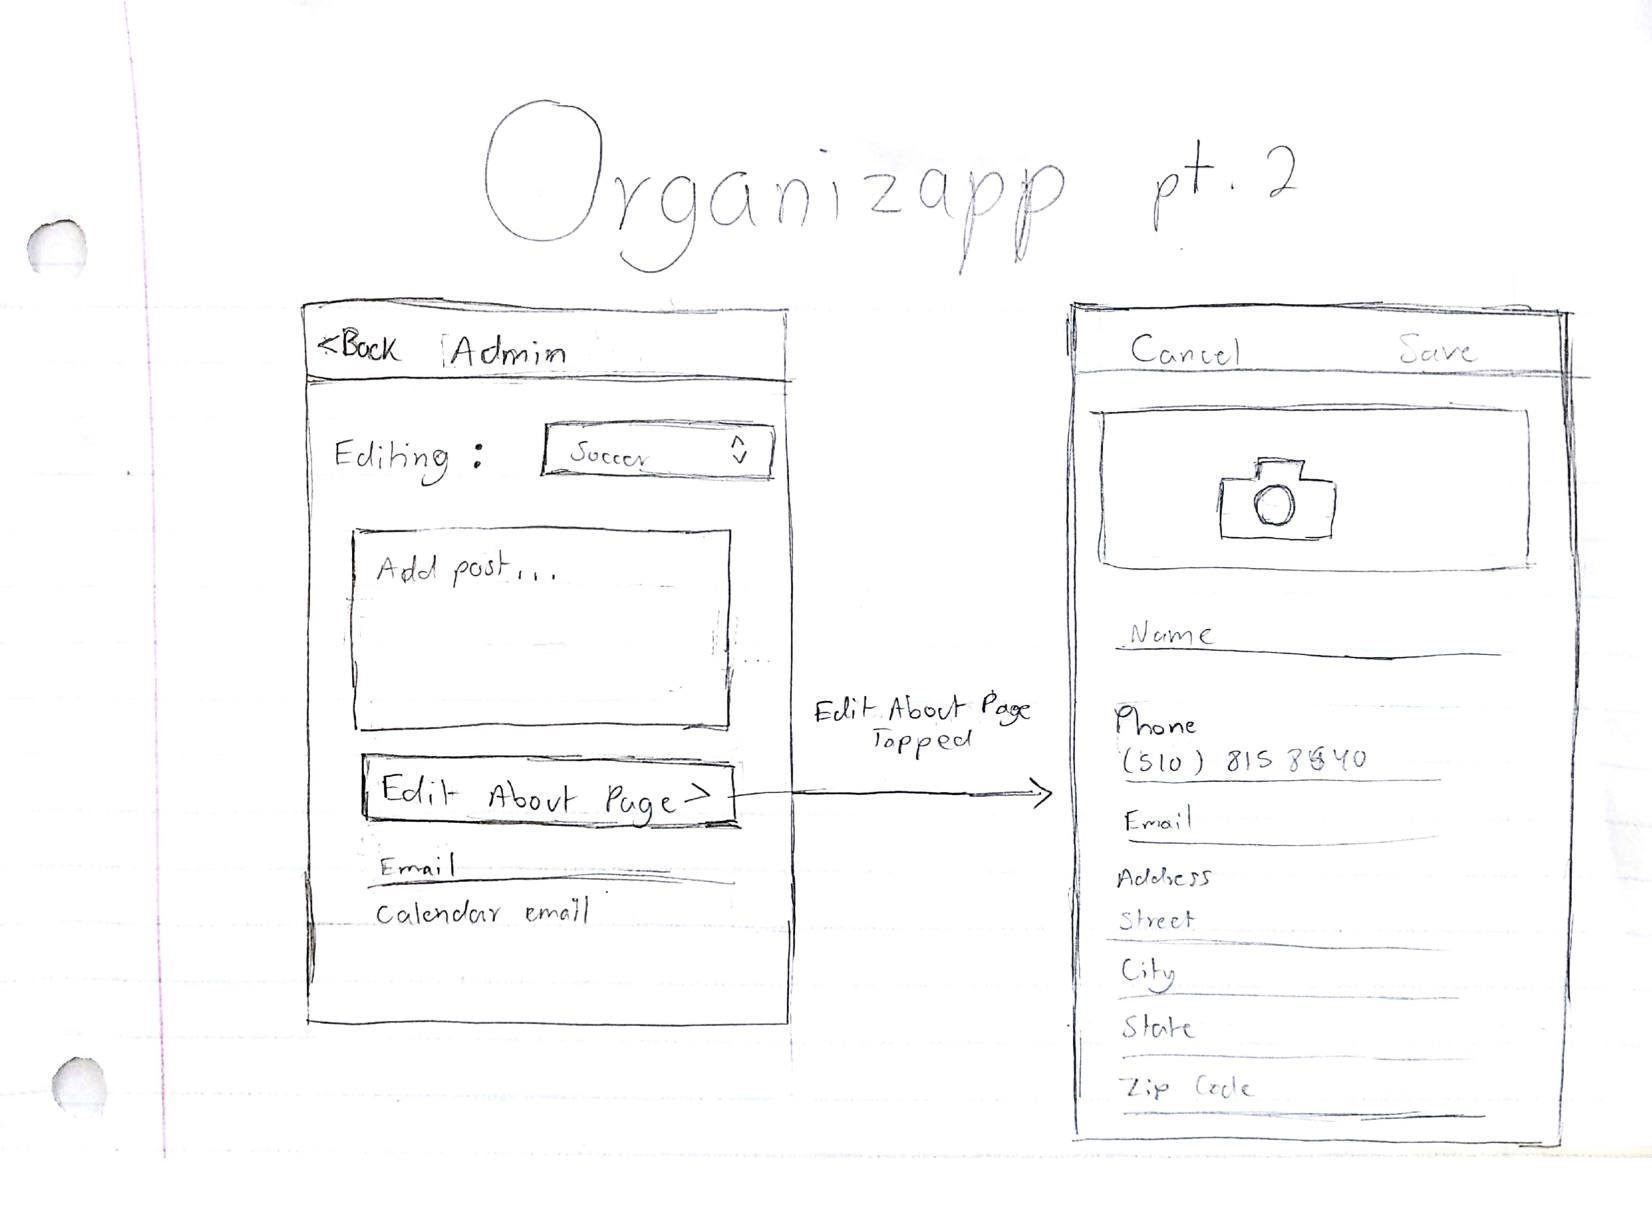 Organizapp pt. 2
<Back Admin
Editing :
Soccer
Add post...
Edit About Page >
Email
Calendar email
Edit About Page
Tapped
Cancel Save
Name
Phone
(510) 815
Email
Address
Street
City
State
Zip Code